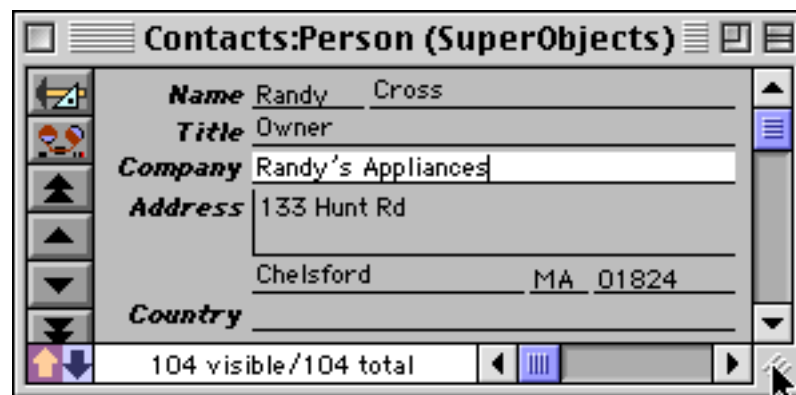 Contacts:Person (SuperObjects)
Name Randy Cross
Title Owner
Company Randy's Appliances
Address 133 Hunt Rd
Chelsford MA 01824
Country
104 visible/104 total